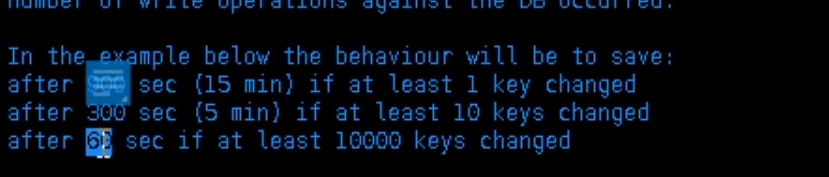 number of write operations against the DB occurred.
In the example below the behaviour will be to save:
after 900 sec (15 min) if at least 1 key changed
after 300 sec (5 min) if at least 10 keys changed
after 60 sec if at least 10000 keys changed